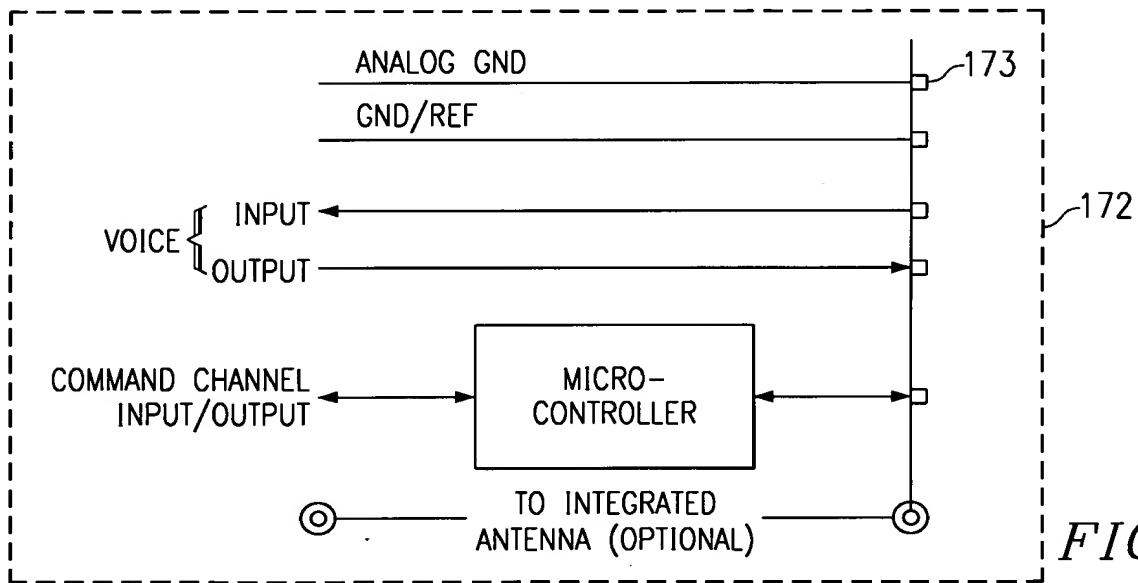 ANALOG GND
173
GND/REF
172
INPUT
VOICE
OUTPUT
COMMAND CHANNEL
INPUT/OUTPUT
MICRO-
CONTROLLER
TO INTEGRATED
ANTENNA (OPTIONAL)